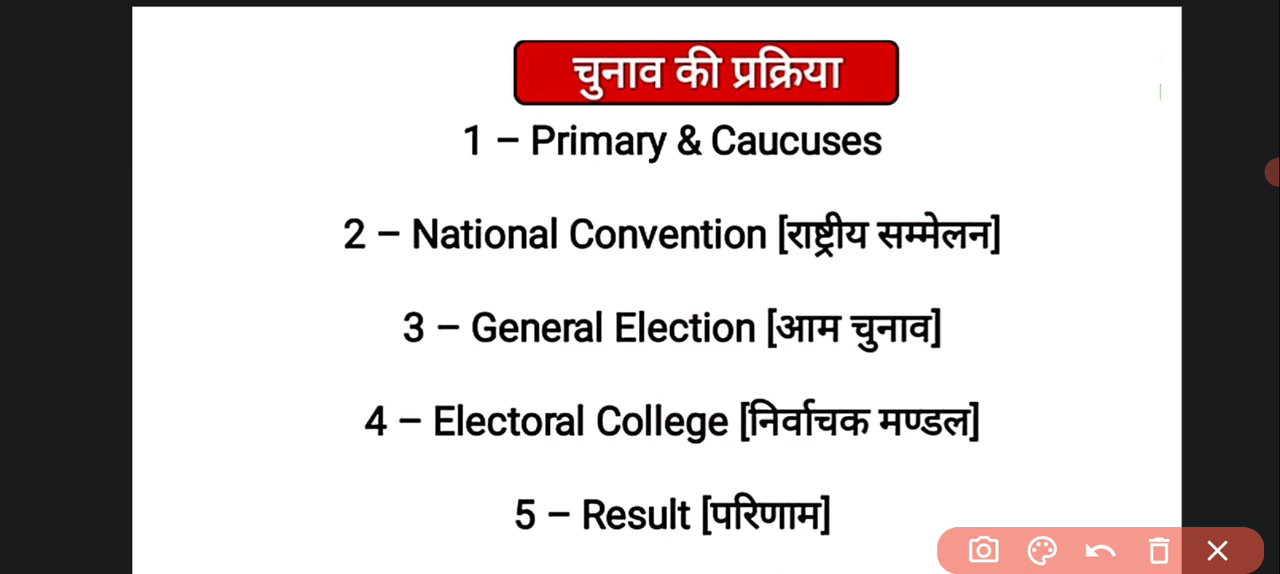 चुनाव की प्रक्रिया
1 – Primary & Caucuses
2 – National Convention [राष्ट्रीय सम्मेलन]
3 – General Election [आम चुनाव]
4 – Electoral College [निर्वाचक मण्डल]
5 – Result [परिणाम]